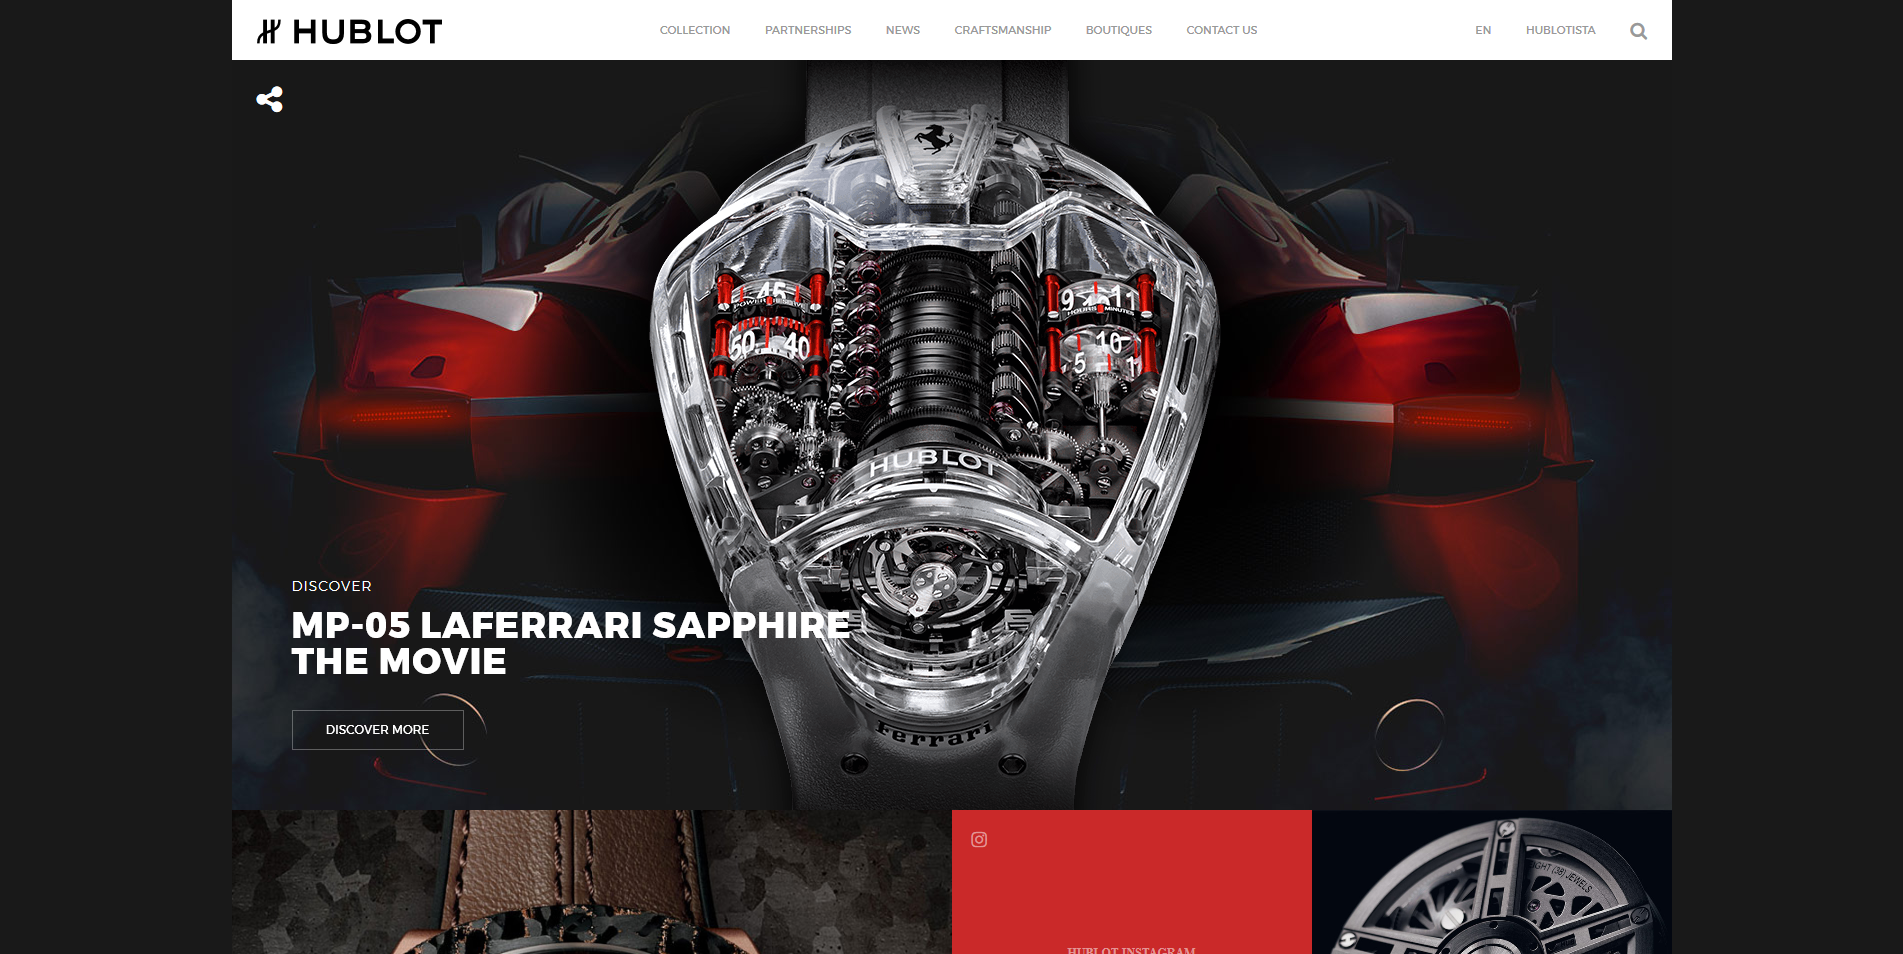 HUBLOT
COLLECTION PARTNERSHIPS NEWS CRAFTSMANSHIP BOUTIQUES CONTACT US EN HUBLOTISTA
45
POWER RESERVE
50 40
9 10 11
HOURS MINUTES
10
5
HUBLOT
DISCOVER
MP-05 LAFERRARI SAPPHIRE
THE MOVIE
DISCOVER MORE
Ferrari
(38) JEWELS
HUBLOT INSTAGRAM